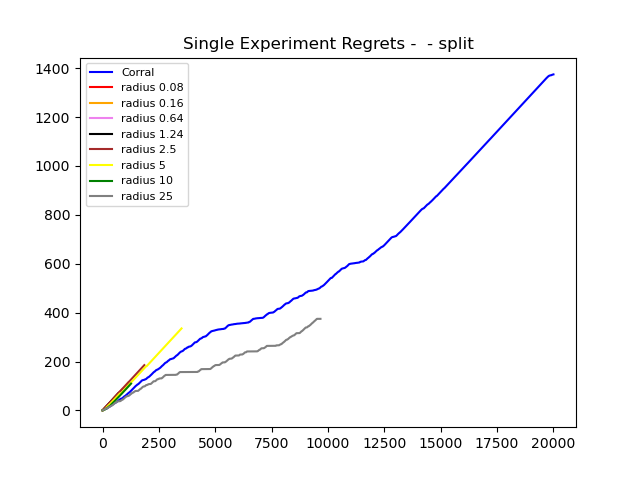 Single Experiment Regrets -  - split
1400
1200
1000
800
600
400
200
0
Corral
radius 0.08
radius 0.16
radius 0.64
radius 1.24
radius 2.5
radius 5
radius 10
radius 25
0 2500 5000 7500 10000 12500 15000 17500 20000